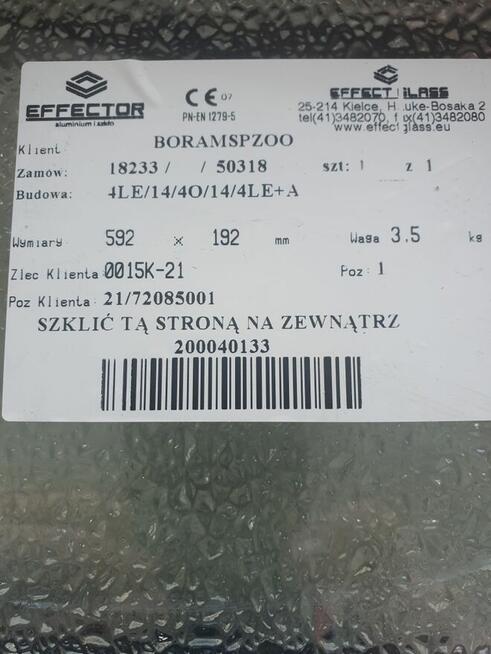 EFFECTOR
aluminium i szkło
CE 07
PN-EN 1279-5
EFFECT GLASS
25-214 Kielce, H. uke-Bosaka 2
tel(41)3482070, f x(41)3482080
www.effec glass.eu
Klient BORAMSPZOO
Zamów: 18233 / / 50318 szt: 1 z 1
Budowa: 4LE/14/4O/14/4LE+A
Wymiary 592 x 192 mm Waga 3.5 kg
Zlec Klienta 0015K-21 Poz: 1
Poz Klienta: 21/72085001
SZKLIĆ TĄ STRONĄ NA ZEWNĄTRZ
200040133